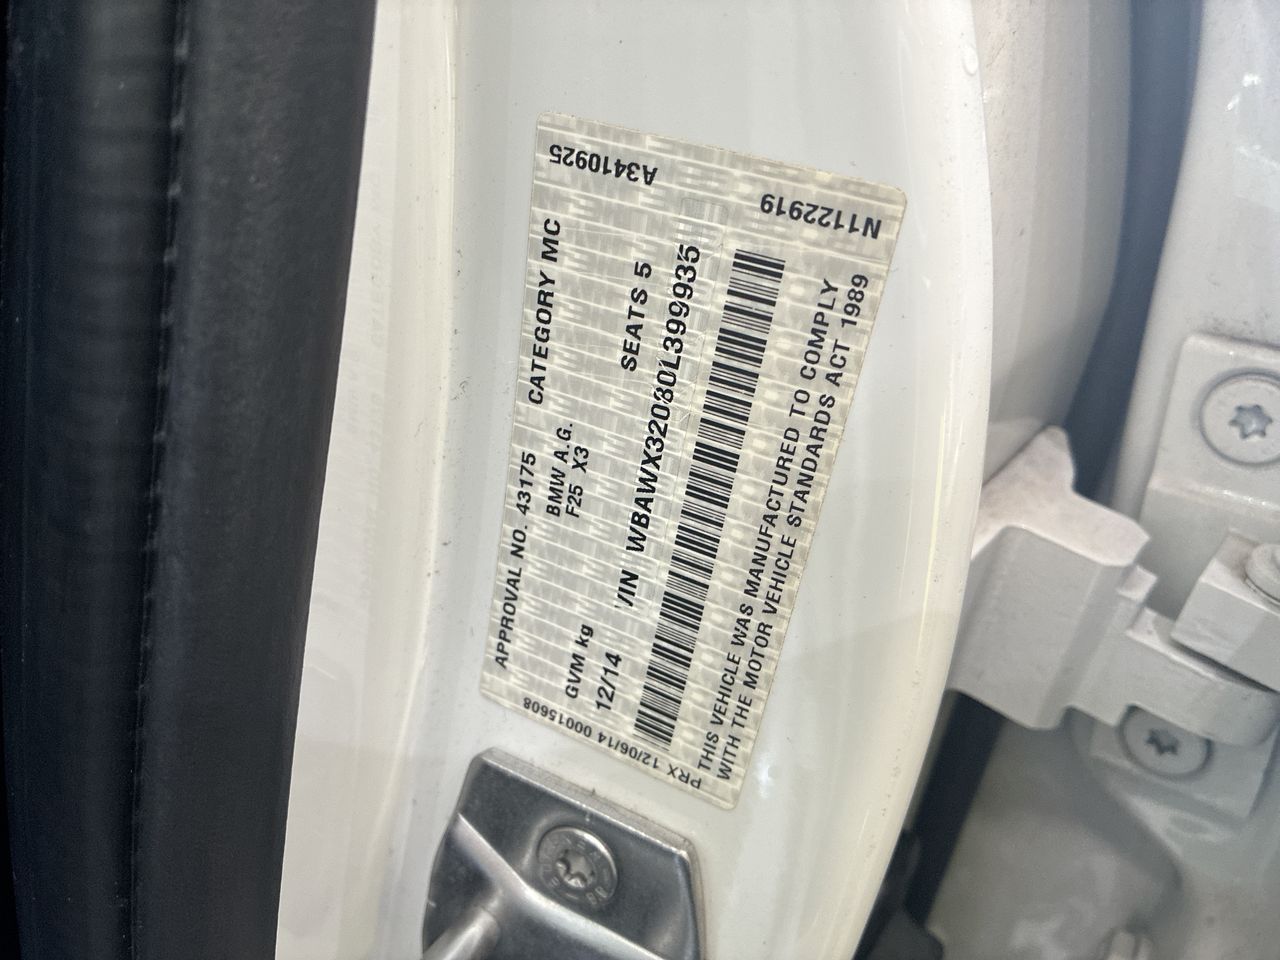 APPROVAL NO. 43175 CATEGORY MC
BMW A.G.
F25 X3
GVM kg SEATS 5
12/14 VIN WBAWX32080L399935
THIS VEHICLE WAS MANUFACTURED TO COMPLY
WITH THE MOTOR VEHICLE STANDARDS ACT 1989
PRX 12/06/14 00015608
A3410925
N1122919